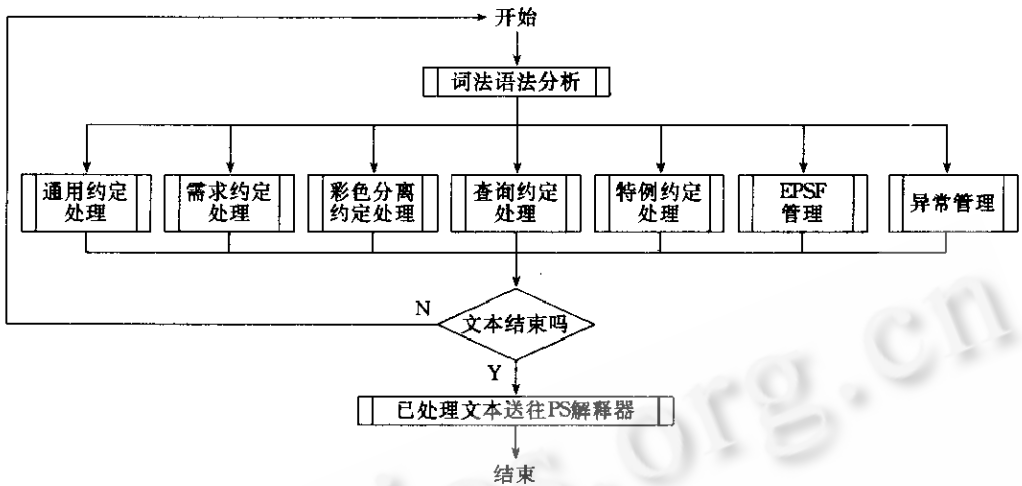 开始
词法语法分析
通用约定
处理
需求约定
处理
彩色分离
约定处理
查询约定
处理
特例约定
处理
EPSF
管理
异常管理
N
文本结束吗
Y
已处理文本送往PS解释器
结束
org.cn